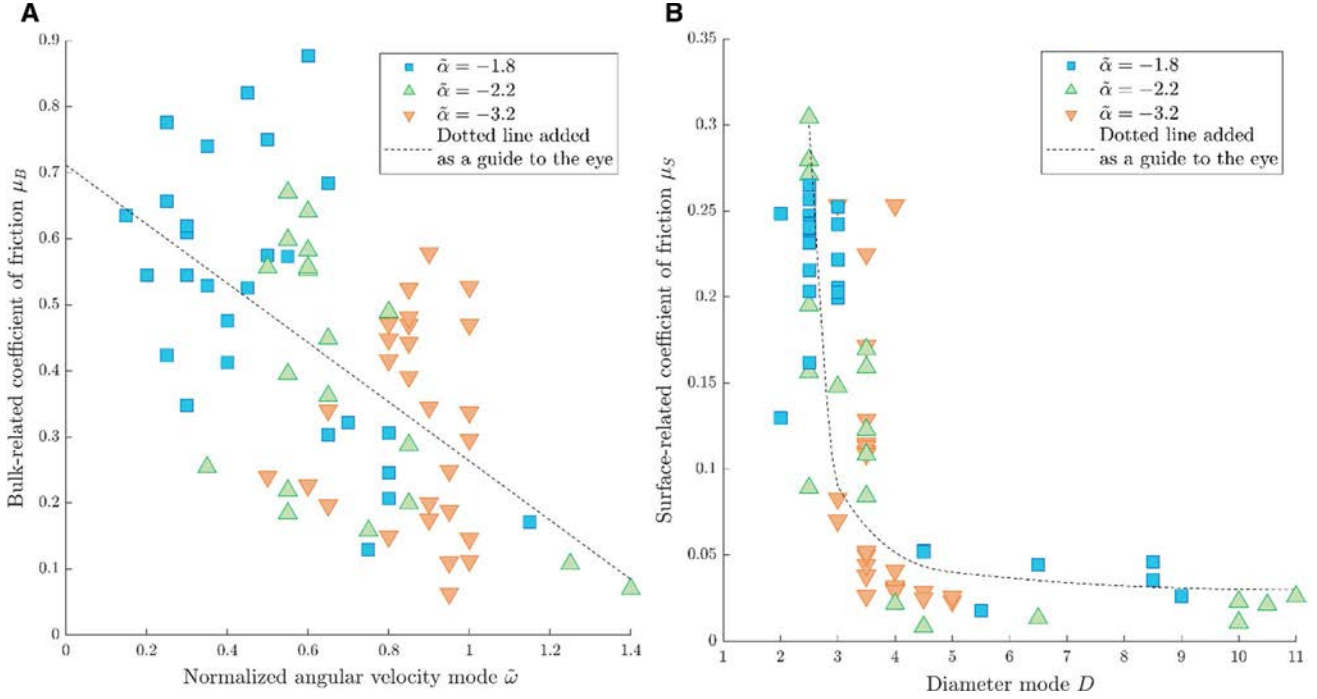 A
Bulk-related coefficient of friction μ_B
0.9
0.8
0.7
0.6
0.5
0.4
0.3
0.2
0.1
0
0 0.2 0.4 0.6 0.8 1 1.2 1.4
Normalized angular velocity mode ω̃
α̃ = −1.8
α̃ = −2.2
α̃ = −3.2
Dotted line added
as a guide to the eye
B
Surface-related coefficient of friction μ_S
0.35
0.3
0.25
0.2
0.15
0.1
0.05
0
1 2 3 4 5 6 7 8 9 10 11
Diameter mode D
α̃ = −1.8
α̃ = −2.2
α̃ = −3.2
Dotted line added
as a guide to the eye